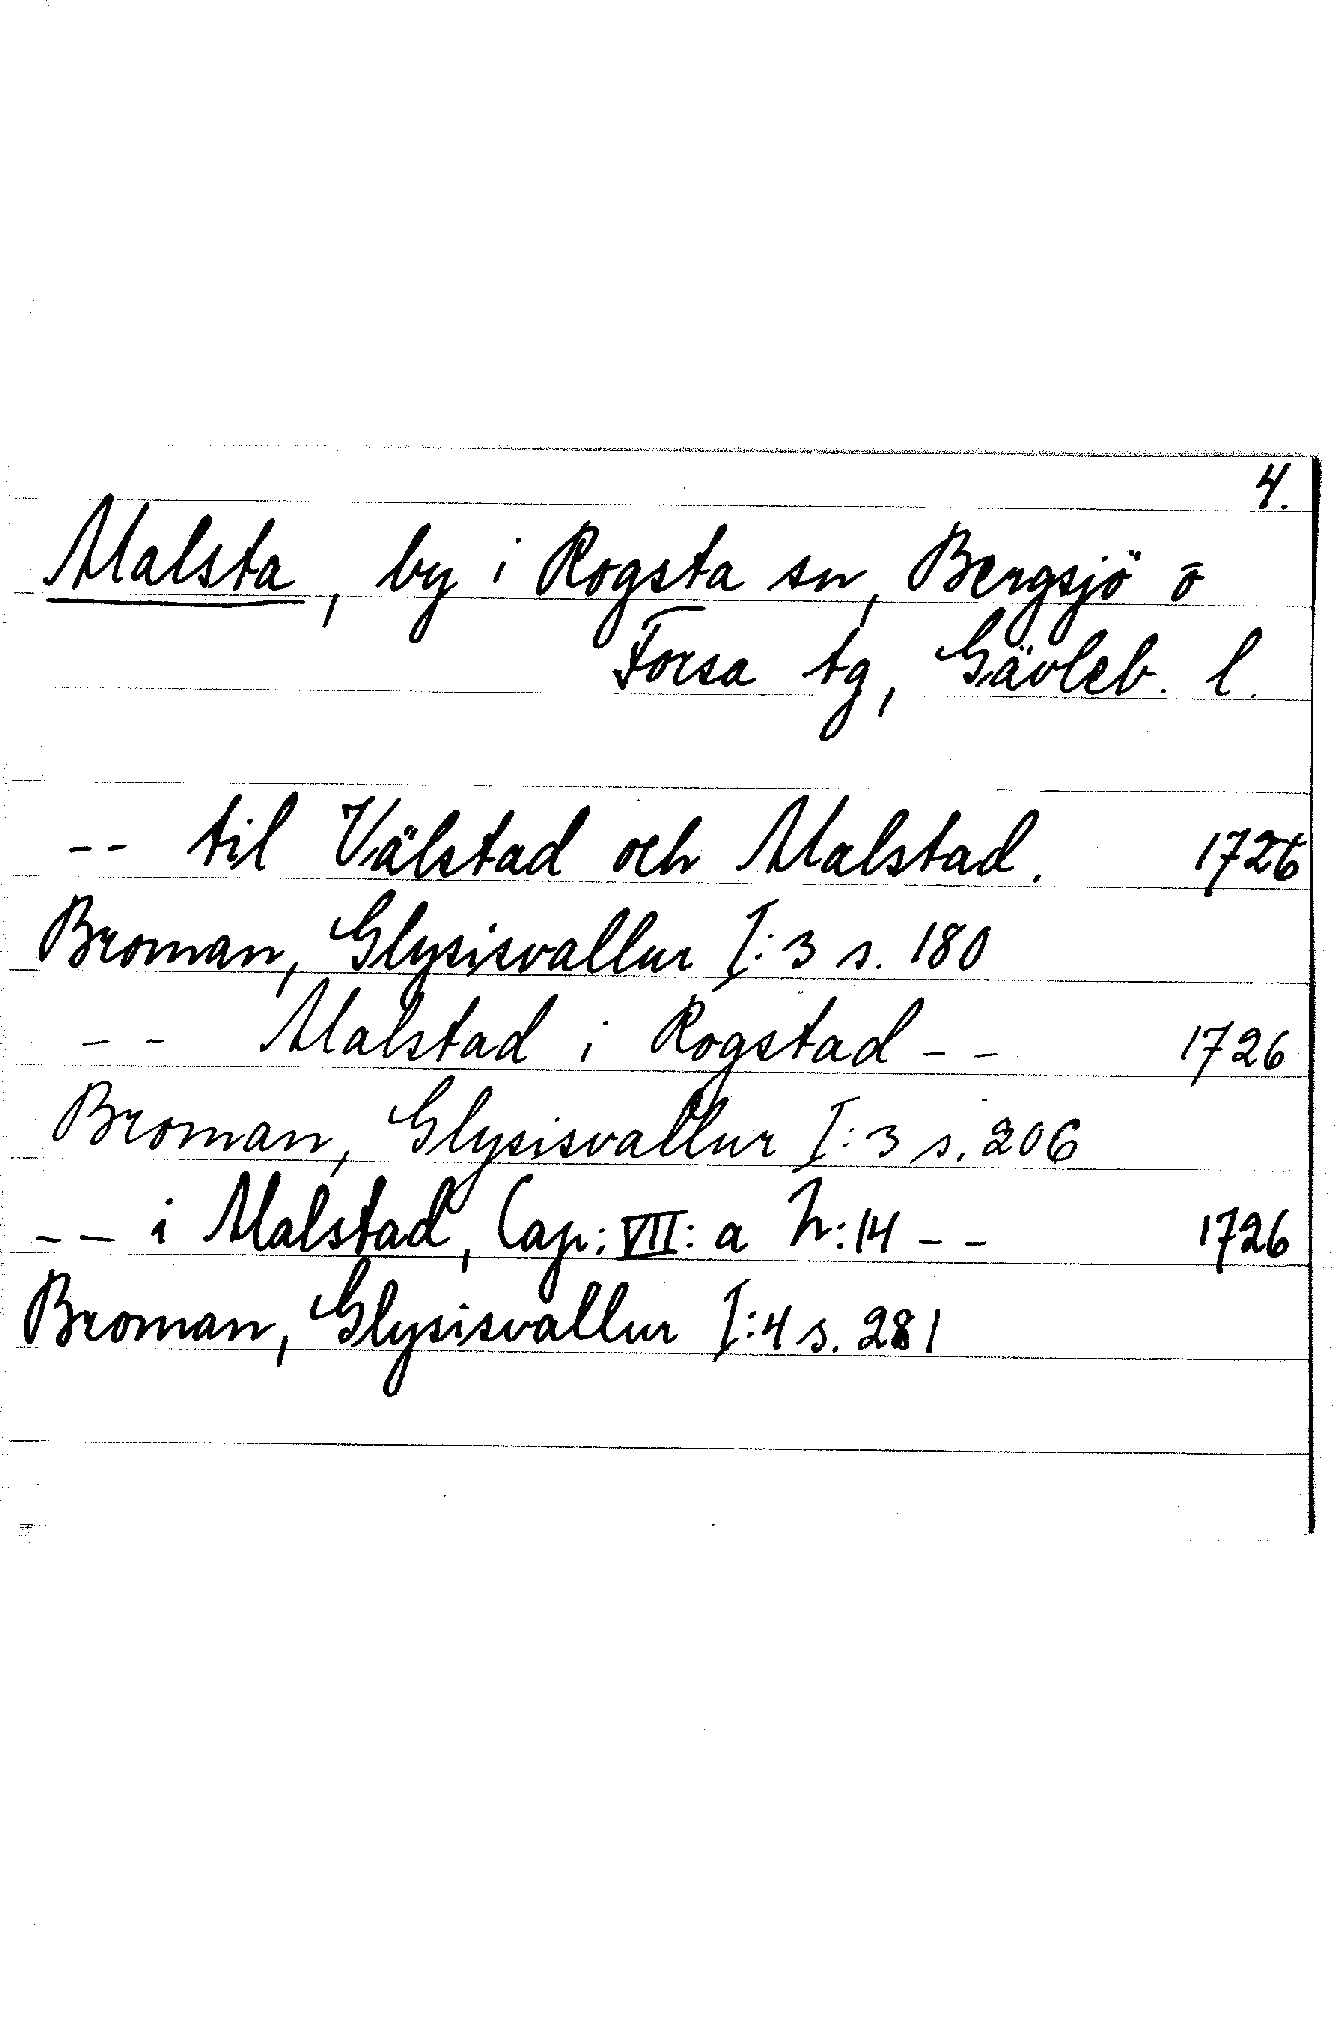 4.
Malsta, by i Rogsta sn, Bergsjö o
Forsa tg, Gävleb. l.
-- til Välstad och Malstad. 1726
Broman, Glysisvallur I:3 s. 180
-- Malstad i Rogstad -- 1726
Broman, Glysisvallur I:3 s. 206
-- i Malstad, Cap: VII: a N:14 -- 1726
Broman, Glysisvallur I:4 s. 281